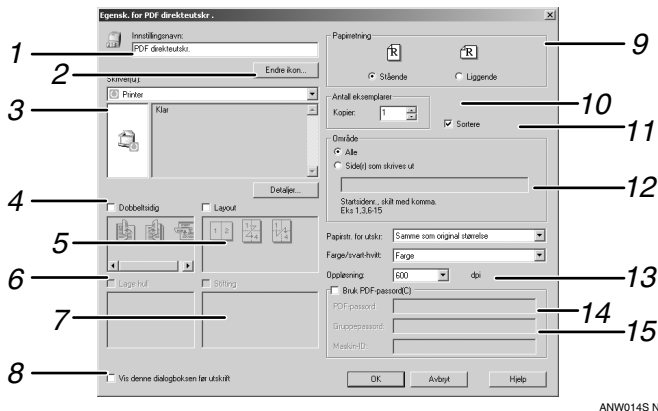 Egensk. for PDF direkteutskr .
Innstillingsnavn:
PDF direkteutskr.
Endre ikon...
Skriver(U):
Printer
Klar
Detaljer...
Dobbeltsidig
Layout
1 2
Lage hull
Stifting
Vis denne dialogboksen før utskrift
Papirretning
R
R
Stående
Liggende
Antall eksemplarer
Kopier:
1
Sortere
Område
Alle
Side(r) som skrives ut
Startsidenr., skilt med komma.
Eks 1,3,6-15
Papirstr. for utskr:
Samme som original størrelse
Farge/svart-hvitt:
Farge
Oppløsning:
600
dpi
Bruk PDF-passord(C)
PDF-passord:
Gruppepassord:
Maskin-ID:
OK
Avbryt
Hjelp
1
2
3
4
5
6
7
8
9
10
11
12
13
14
15
ANW014S N